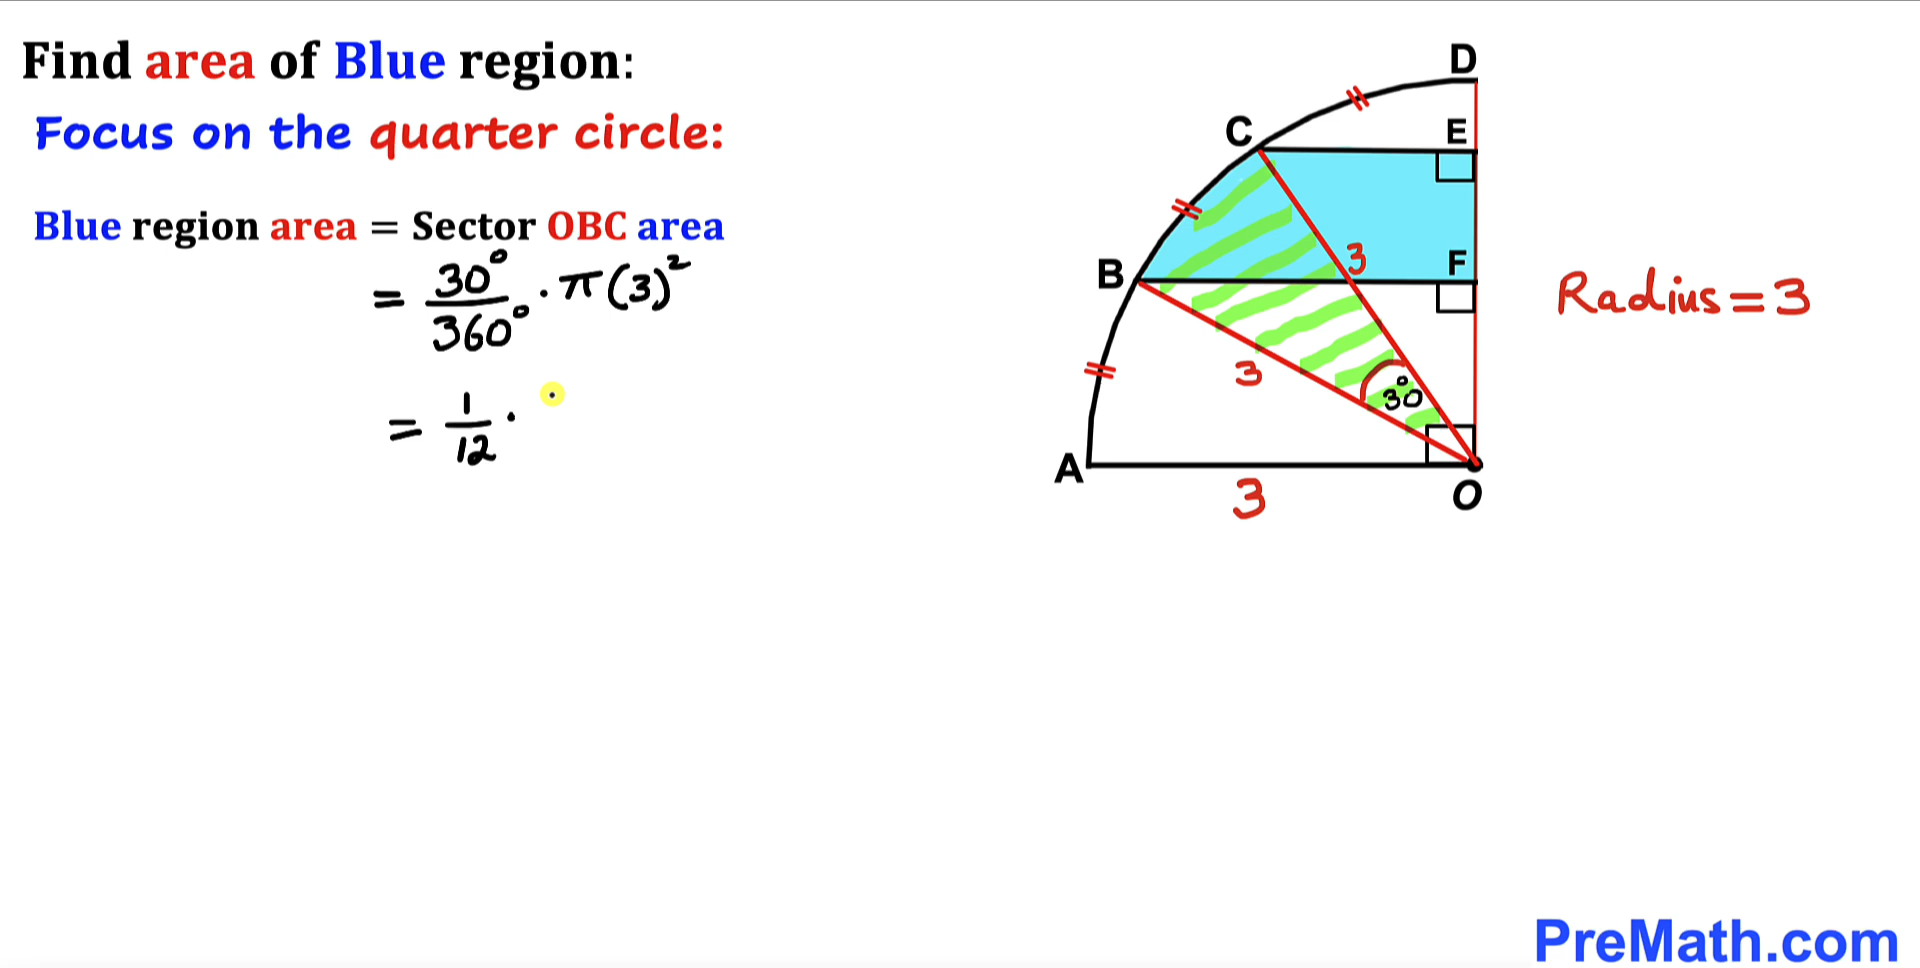 Find area of Blue region:
Focus on the quarter circle:
Blue region area = Sector OBC area
= 30°/360° · π(3)²
= 1/12 ·
D
C
E
3
B
F
Radius = 3
3
30°
A
O
3
PreMath.com